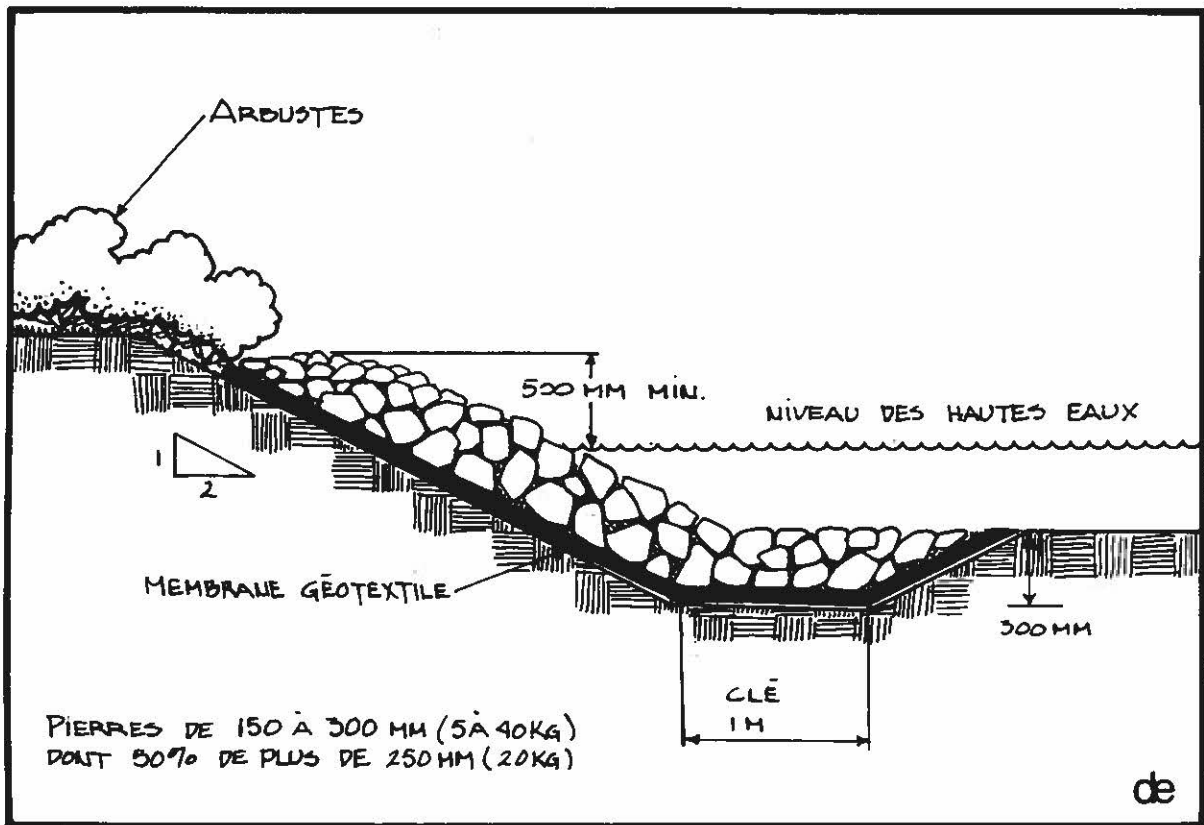 ARBUSTES
500 MM MIN.
NIVEAU DES HAUTES EAUX
1
2
MEMBRANE GÉOTEXTILE
300 MM
CLÉ
1 M
PIERRES DE 150 À 300 MM (5 À 40 KG)
DONT 50% DE PLUS DE 250 MM (20 KG)
de